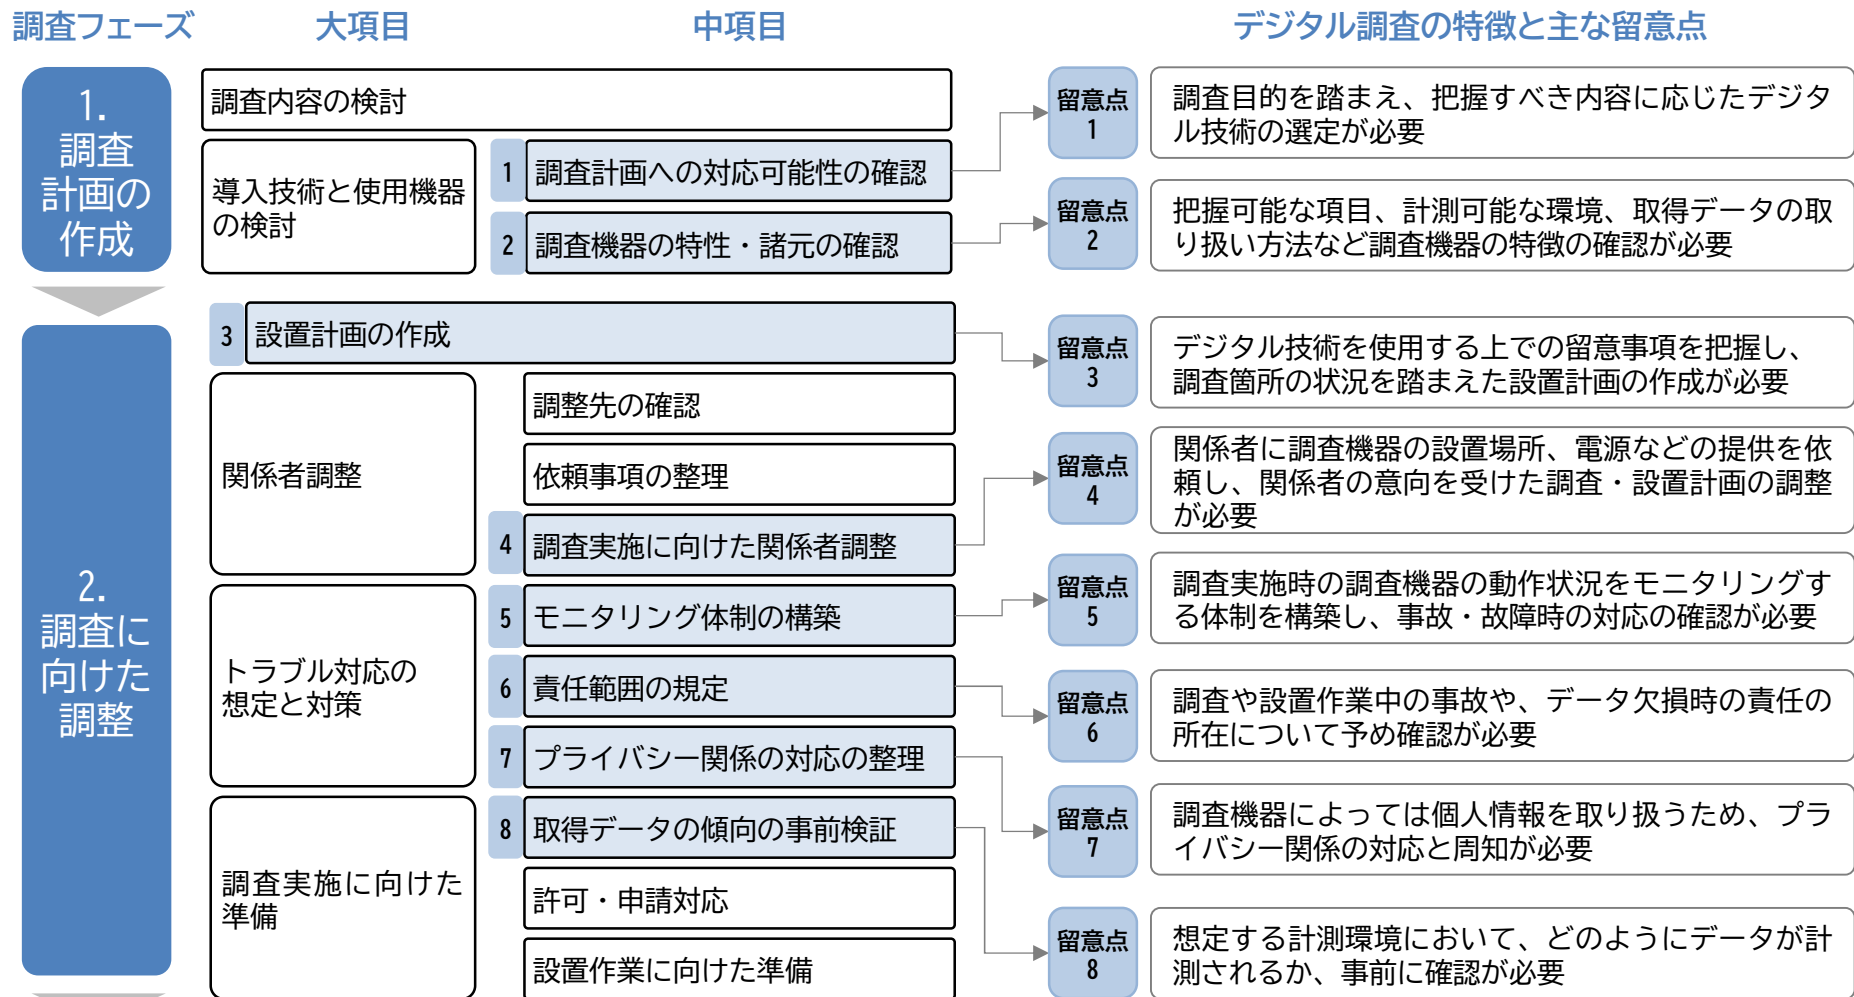 調査フェーズ
大項目
中項目
デジタル調査の特徴と主な留意点
1.
調査
計画の
作成
調査内容の検討
導入技術と使用機器
の検討
1
調査計画への対応可能性の確認
2
調査機器の特性・諸元の確認
留意点
1
調査目的を踏まえ、把握すべき内容に応じたデジタ
ル技術の選定が必要
留意点
2
把握可能な項目、計測可能な環境、取得データの取
り扱い方法など調査機器の特徴の確認が必要
2.
調査に
向けた
調整
3
設置計画の作成
関係者調整
調整先の確認
依頼事項の整理
4
調査実施に向けた関係者調整
トラブル対応の
想定と対策
5
モニタリング体制の構築
6
責任範囲の規定
7
プライバシー関係の対応の整理
調査実施に向けた
準備
8
取得データの傾向の事前検証
許可・申請対応
設置作業に向けた準備
留意点
3
デジタル技術を使用する上での留意事項を把握し、
調査箇所の状況を踏まえた設置計画の作成が必要
留意点
4
関係者に調査機器の設置場所、電源などの提供を依
頼し、関係者の意向を受けた調査・設置計画の調整
が必要
留意点
5
調査実施時の調査機器の動作状況をモニタリングす
る体制を構築し、事故・故障時の対応の確認が必要
留意点
6
調査や設置作業中の事故や、データ欠損時の責任の
所在について予め確認が必要
留意点
7
調査機器によっては個人情報を取り扱うため、プラ
イバシー関係の対応と周知が必要
留意点
8
想定する計測環境において、どのようにデータが計
測されるか、事前に確認が必要